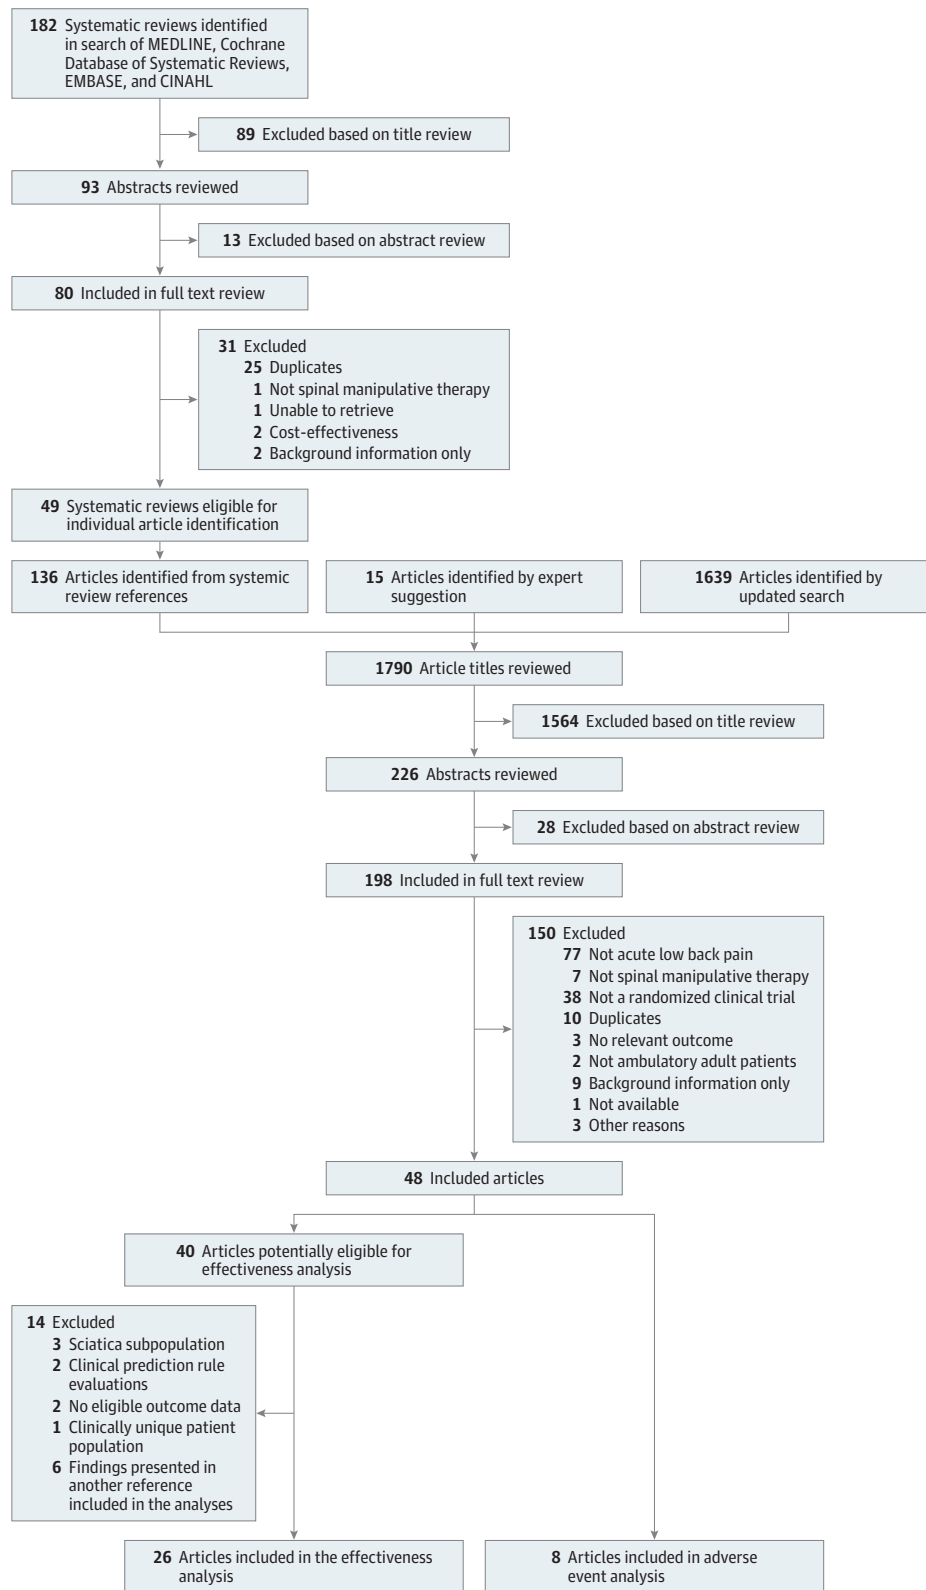 182 Systematic reviews identified
in search of MEDLINE, Cochrane
Database of Systematic Reviews,
EMBASE, and CINAHL
89 Excluded based on title review
93 Abstracts reviewed
13 Excluded based on abstract review
80 Included in full text review
31 Excluded
25 Duplicates
1 Not spinal manipulative therapy
1 Unable to retrieve
2 Cost-effectiveness
2 Background information only
49 Systematic reviews eligible for
individual article identification
136 Articles identified from systemic
review references
15 Articles identified by expert
suggestion
1639 Articles identified by
updated search
1790 Article titles reviewed
1564 Excluded based on title review
226 Abstracts reviewed
28 Excluded based on abstract review
198 Included in full text review
150 Excluded
77 Not acute low back pain
7 Not spinal manipulative therapy
38 Not a randomized clinical trial
10 Duplicates
3 No relevant outcome
2 Not ambulatory adult patients
9 Background information only
1 Not available
3 Other reasons
48 Included articles
40 Articles potentially eligible for
effectiveness analysis
14 Excluded
3 Sciatica subpopulation
2 Clinical prediction rule
evaluations
2 No eligible outcome data
1 Clinically unique patient
population
6 Findings presented in
another reference
included in the analyses
26 Articles included in the effectiveness
analysis
8 Articles included in adverse
event analysis